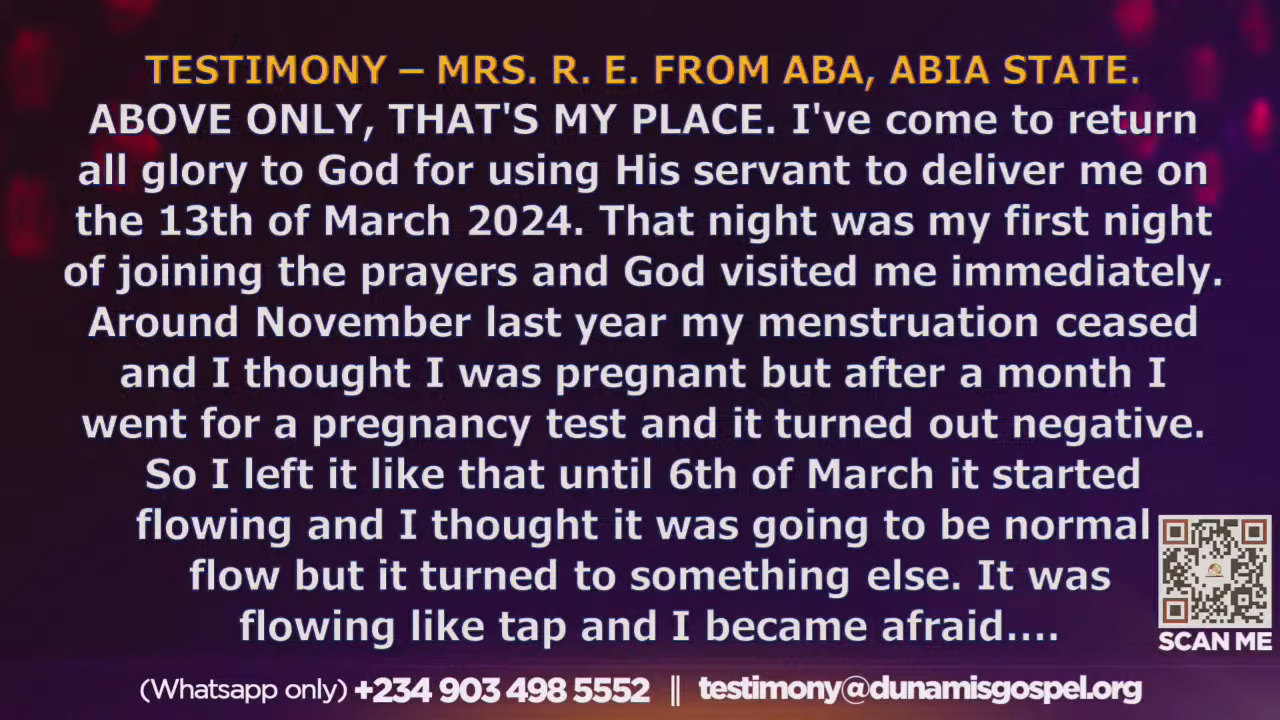 TESTIMONY – MRS. R. E. FROM ABA, ABIA STATE.
ABOVE ONLY, THAT'S MY PLACE. I've come to return
all glory to God for using His servant to deliver me on
the 13th of March 2024. That night was my first night
of joining the prayers and God visited me immediately.
Around November last year my menstruation ceased
and I thought I was pregnant but after a month I
went for a pregnancy test and it turned out negative.
So I left it like that until 6th of March it started
flowing and I thought it was going to be normal
flow but it turned to something else. It was
flowing like tap and I became afraid....
SCAN ME
(Whatsapp only) +234 903 498 5552 || testimony@dunamisgospel.org